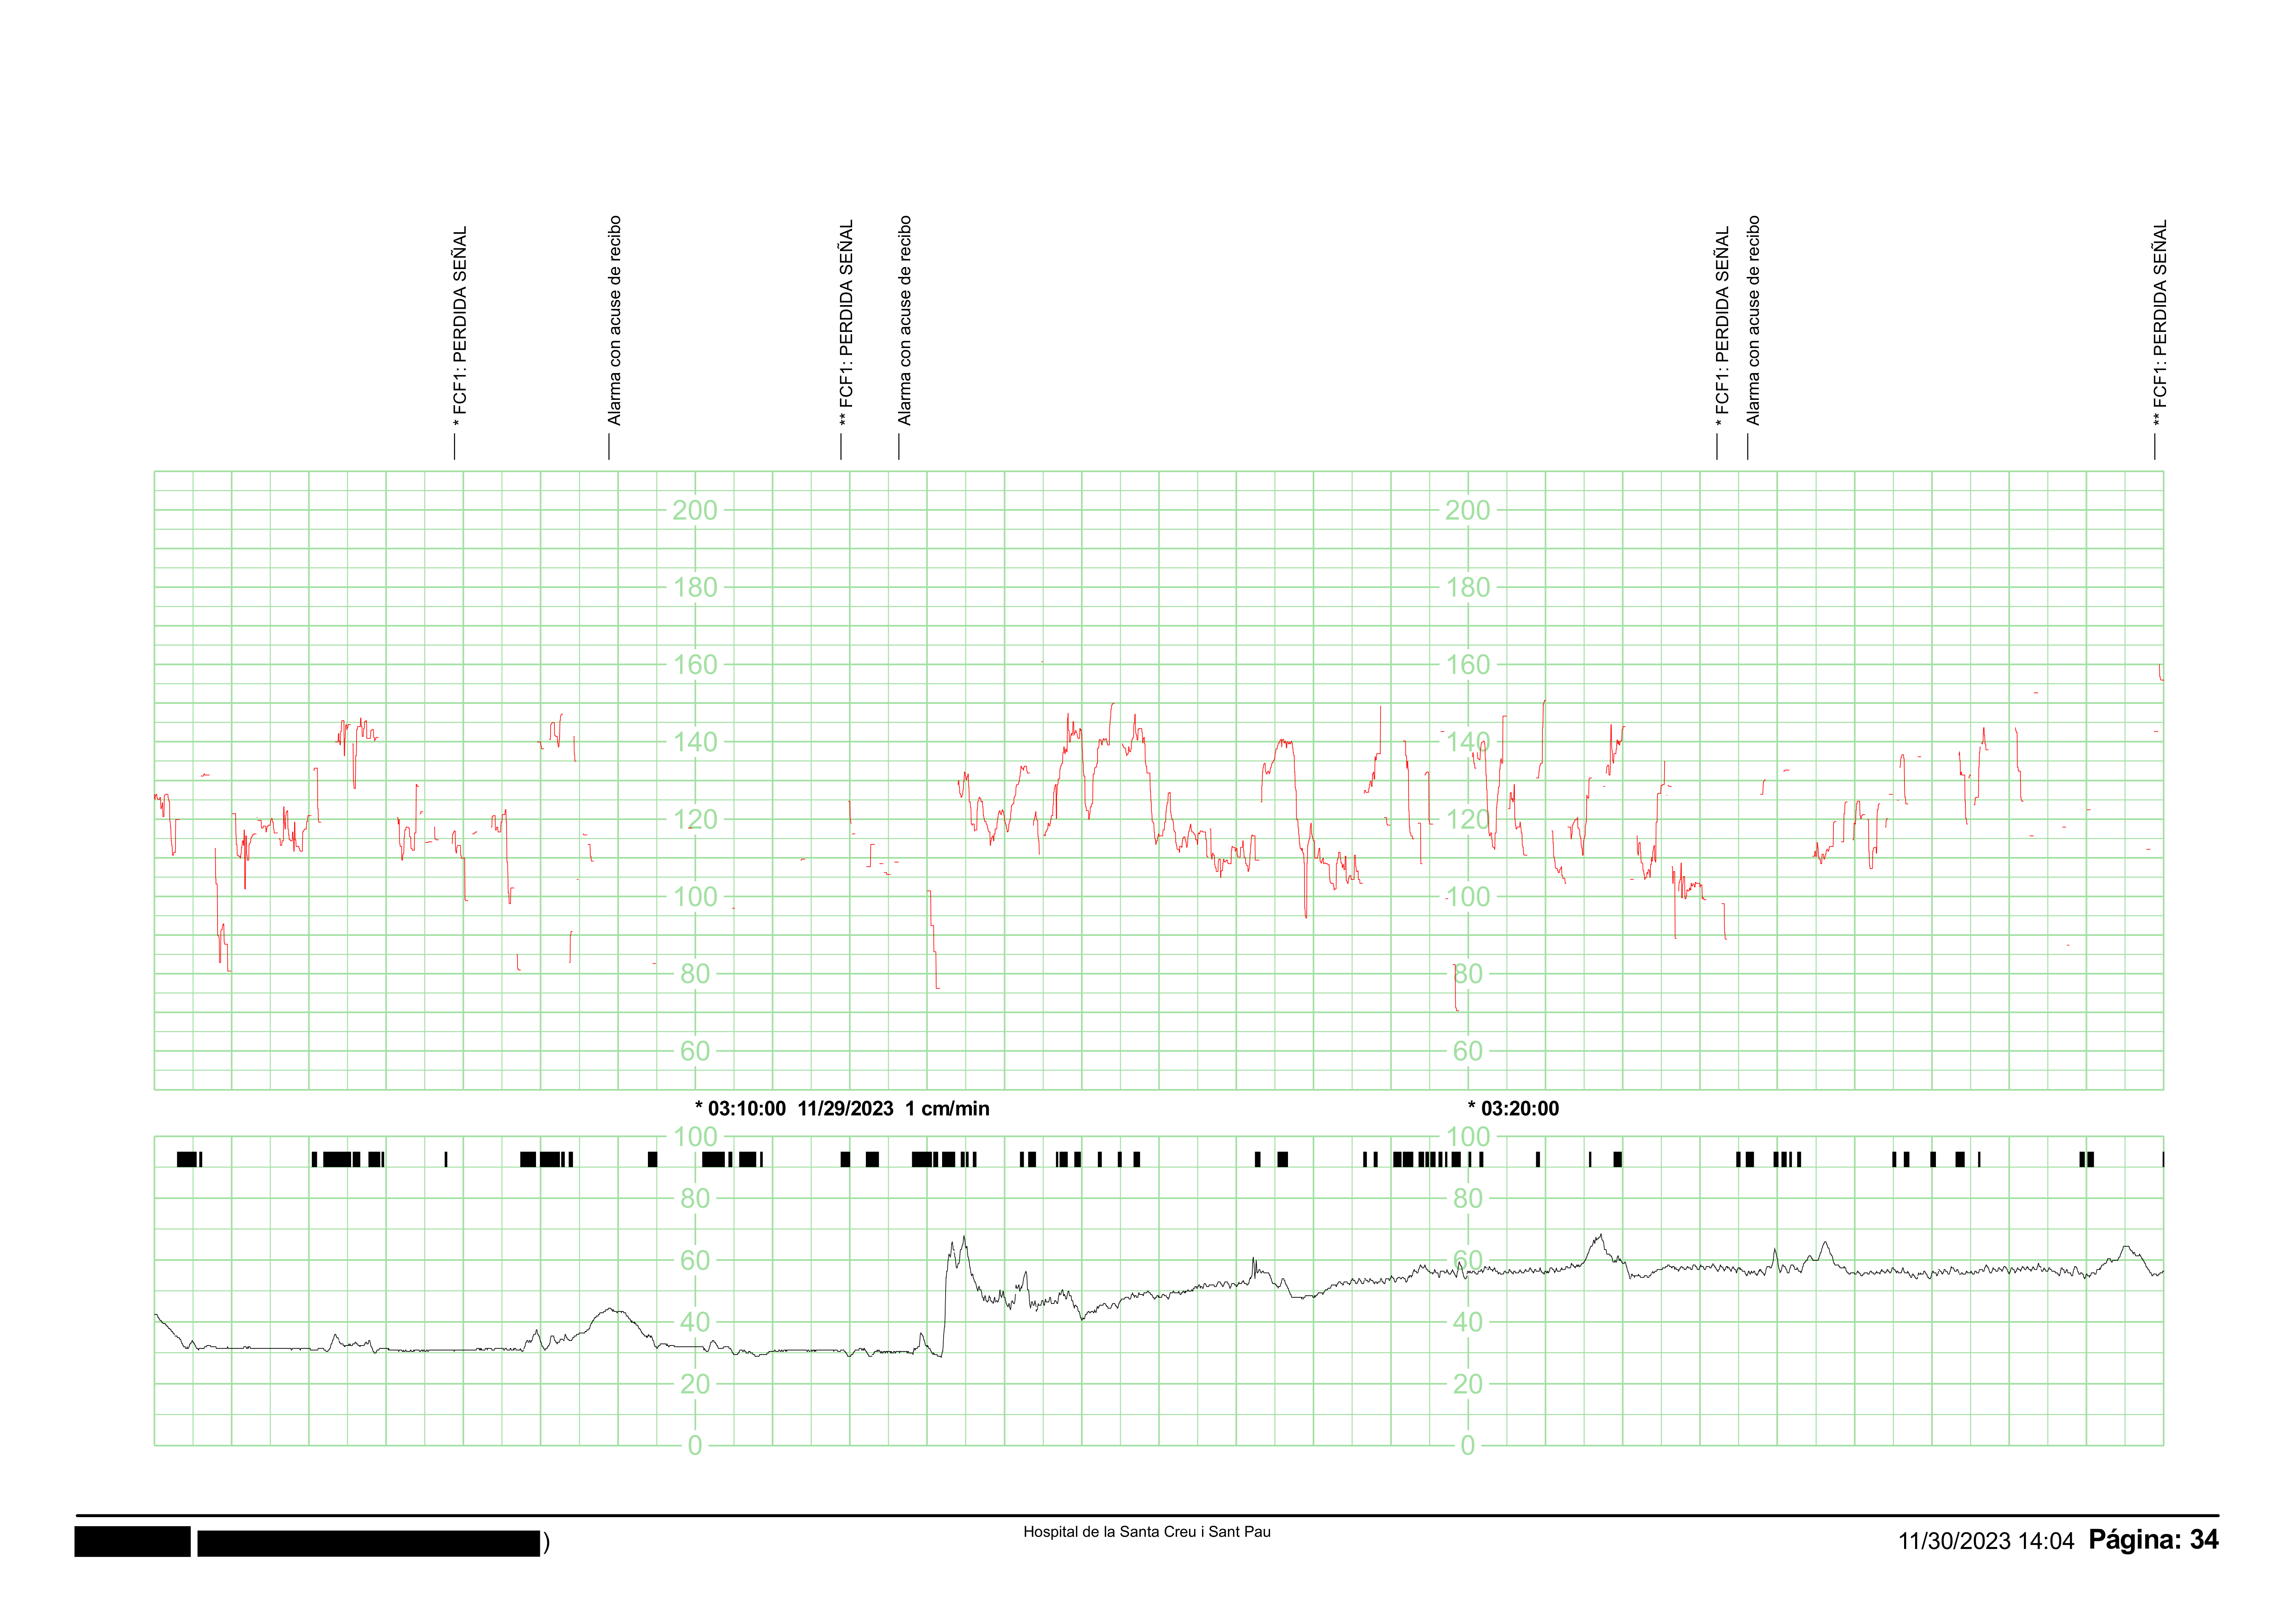 * FCF1: PERDIDA SEÑAL
Alarma con acuse de recibo
** FCF1: PERDIDA SEÑAL
Alarma con acuse de recibo
* FCF1: PERDIDA SEÑAL
Alarma con acuse de recibo
** FCF1: PERDIDA SEÑAL
200 200
180 180
160 160
140 140
120 120
100 100
80 80
60 60
* 03:10:00 11/29/2023 1 cm/min * 03:20:00
100 100
80 80
60 60
40 40
20 20
0 0
)
Hospital de la Santa Creu i Sant Pau
11/30/2023 14:04 Página: 34